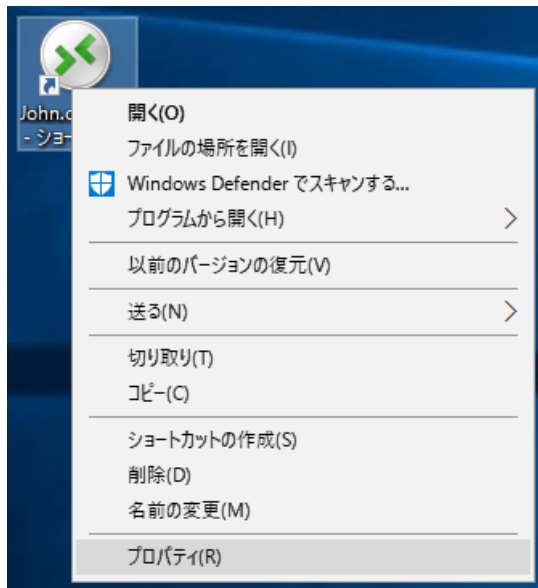 John.c
- ショー
開く(O)
ファイルの場所を開く(I)
Windows Defender でスキャンする...
プログラムから開く(H)
以前のバージョンの復元(V)
送る(N)
切り取り(T)
コピー(C)
ショートカットの作成(S)
削除(D)
名前の変更(M)
プロパティ(R)